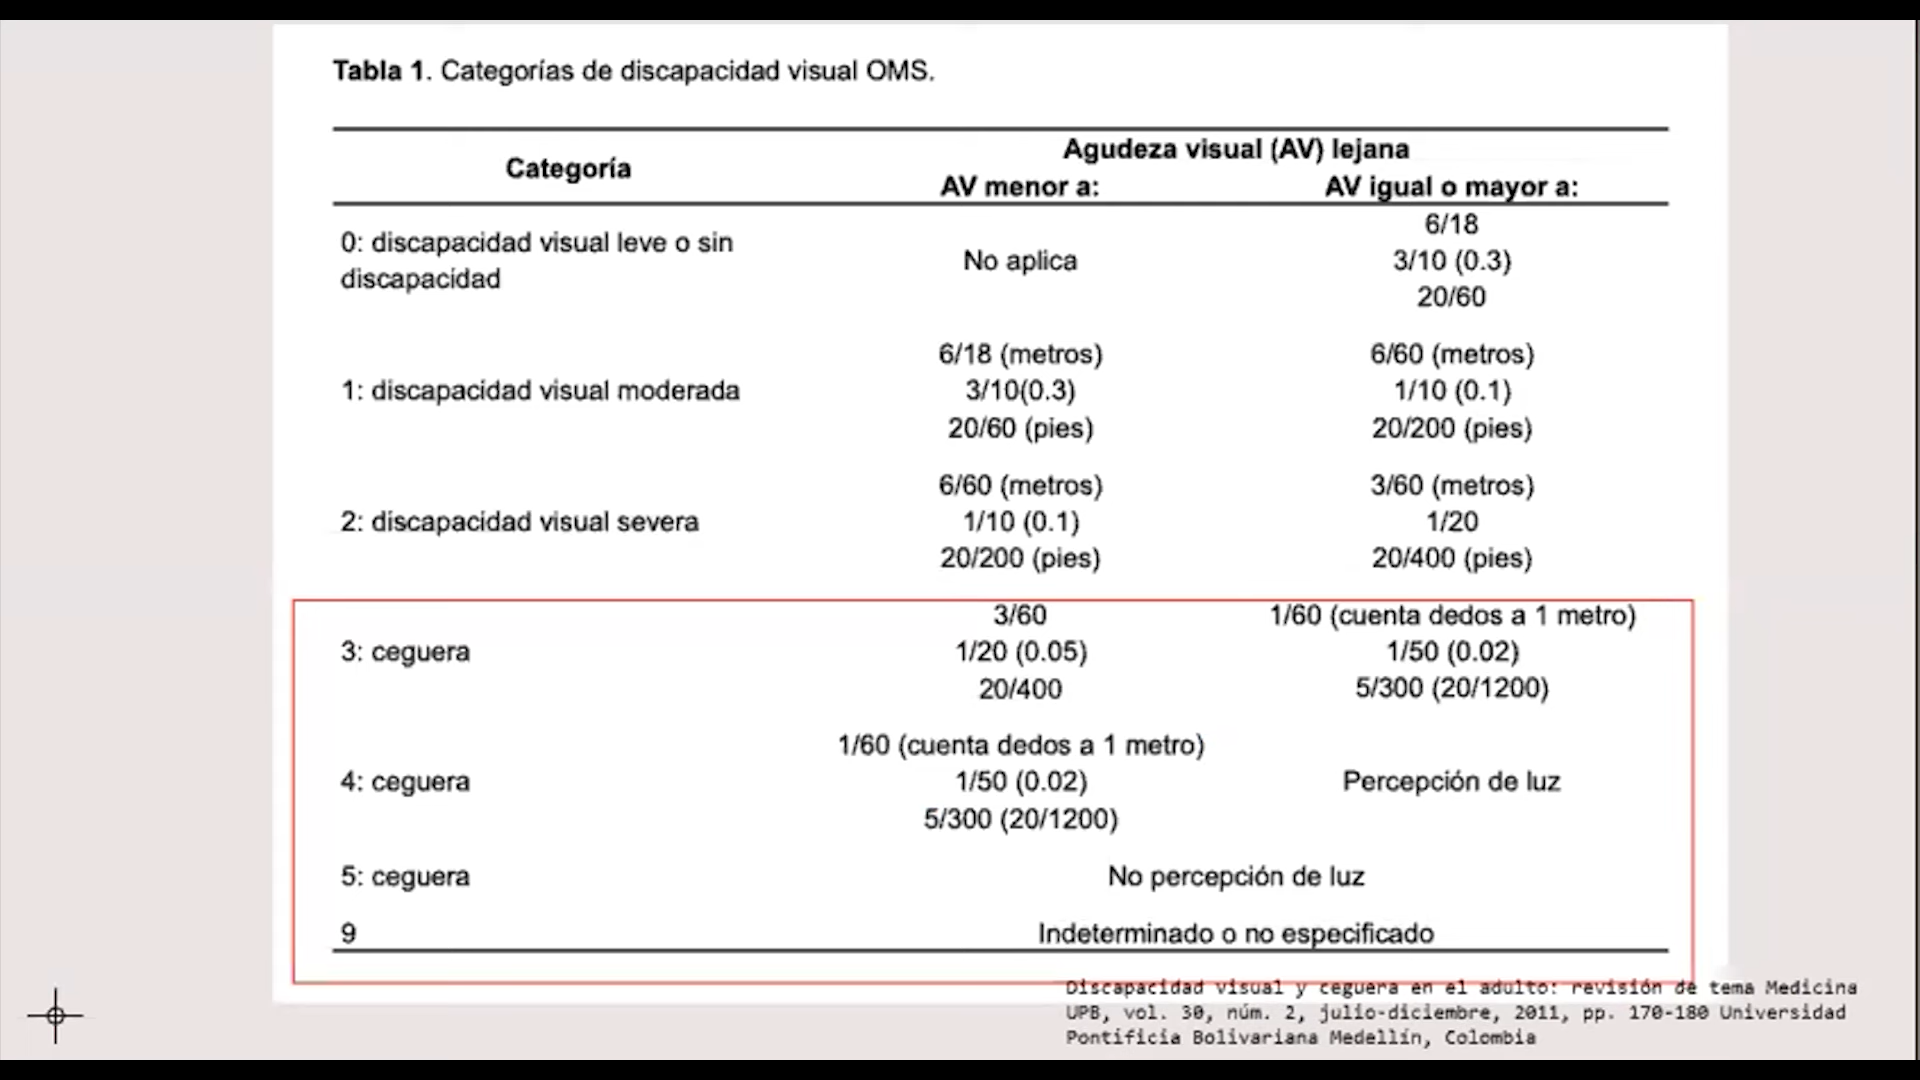 Tabla 1. Categorías de discapacidad visual OMS.
Categoría
Agudeza visual (AV) lejana
AV menor a:
AV igual o mayor a:
0: discapacidad visual leve o sin
discapacidad
No aplica
6/18
3/10 (0.3)
20/60
1: discapacidad visual moderada
6/18 (metros)
3/10(0.3)
20/60 (pies)
6/60 (metros)
1/10 (0.1)
20/200 (pies)
2: discapacidad visual severa
6/60 (metros)
1/10 (0.1)
20/200 (pies)
3/60 (metros)
1/20
20/400 (pies)
3: ceguera
3/60
1/20 (0.05)
20/400
1/60 (cuenta dedos a 1 metro)
1/50 (0.02)
5/300 (20/1200)
4: ceguera
1/60 (cuenta dedos a 1 metro)
1/50 (0.02)
5/300 (20/1200)
Percepción de luz
5: ceguera
No percepción de luz
9
Indeterminado o no especificado
Discapacidad visual y ceguera en el adulto: revisión de tema Medicina
UPB, vol. 30, núm. 2, julio-diciembre, 2011, pp. 170-180 Universidad
Pontificia Bolivariana Medellín, Colombia